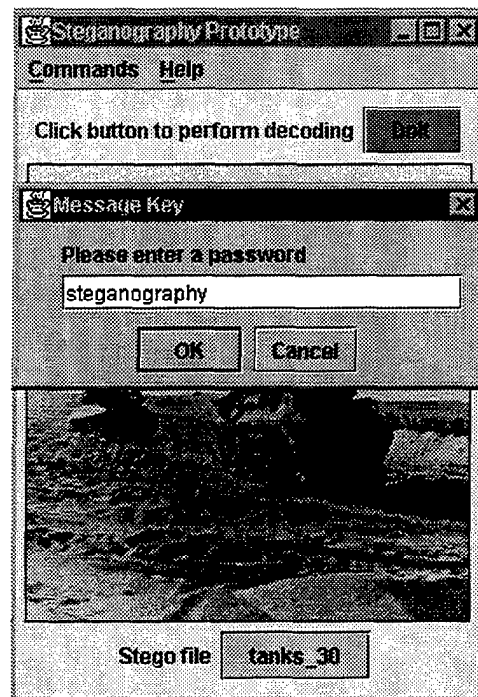 Steganography Prototype
Commands Help
Click button to perform decoding
Message Key
Please enter a password
steganography
OK Cancel
Stego file tanks_30